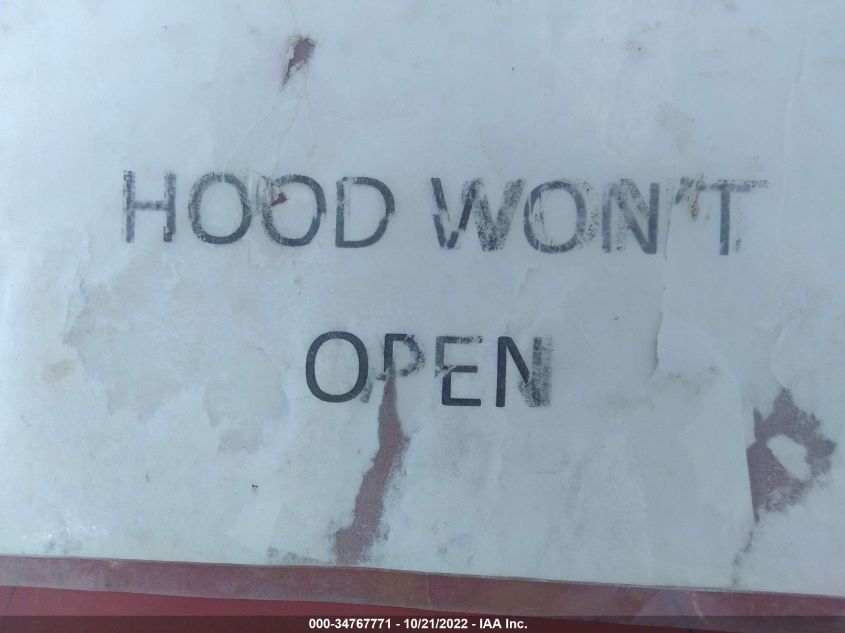 HOOD WON'T
OPEN
000-34767771 - 10/21/2022 - IAA Inc.